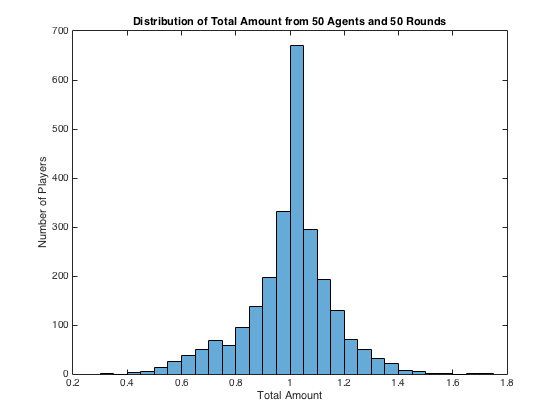 Distribution of Total Amount from 50 Agents and 50 Rounds
700
600
500
400
300
200
100
0
Number of Players
0.2 0.4 0.6 0.8 1 1.2 1.4 1.6 1.8
Total Amount